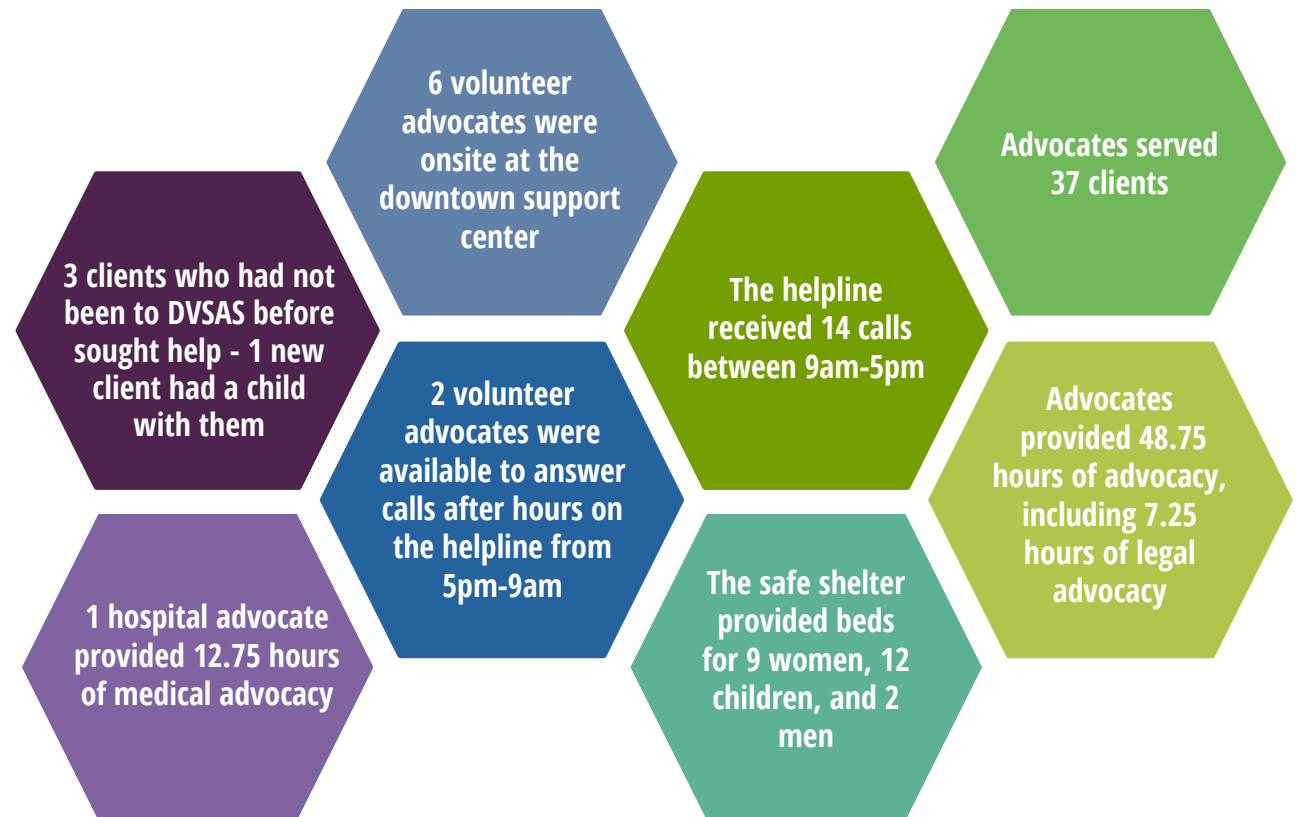 6 volunteer
advocates were
onsite at the
downtown support
center
Advocates served
37 clients
3 clients who had not
been to DVSAS before
sought help - 1 new
client had a child
with them
The helpline
received 14 calls
between 9am-5pm
2 volunteer
advocates were
available to answer
calls after hours on
the helpline from
5pm-9am
Advocates
provided 48.75
hours of advocacy,
including 7.25
hours of legal
advocacy
1 hospital advocate
provided 12.75 hours
of medical advocacy
The safe shelter
provided beds
for 9 women, 12
children, and 2
men